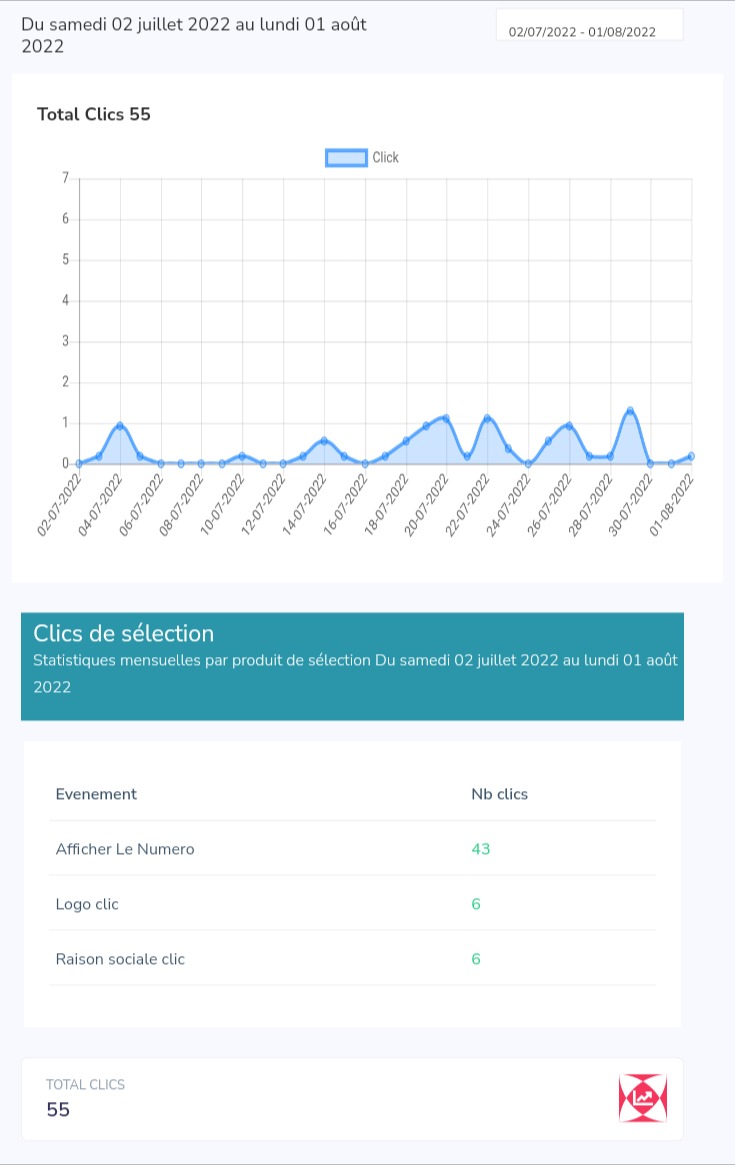 Du samedi 02 juillet 2022 au lundi 01 août
2022
02/07/2022 - 01/08/2022
Total Clics 55
Click
7
6
5
4
3
2
1
0
02-07-2022
04-07-2022
06-07-2022
08-07-2022
10-07-2022
12-07-2022
14-07-2022
16-07-2022
18-07-2022
20-07-2022
22-07-2022
24-07-2022
26-07-2022
28-07-2022
30-07-2022
01-08-2022
Clics de sélection
Statistiques mensuelles par produit de sélection Du samedi 02 juillet 2022 au lundi 01 août
2022
Evenement Nb clics
Afficher Le Numero 43
Logo clic 6
Raison sociale clic 6
TOTAL CLICS
55